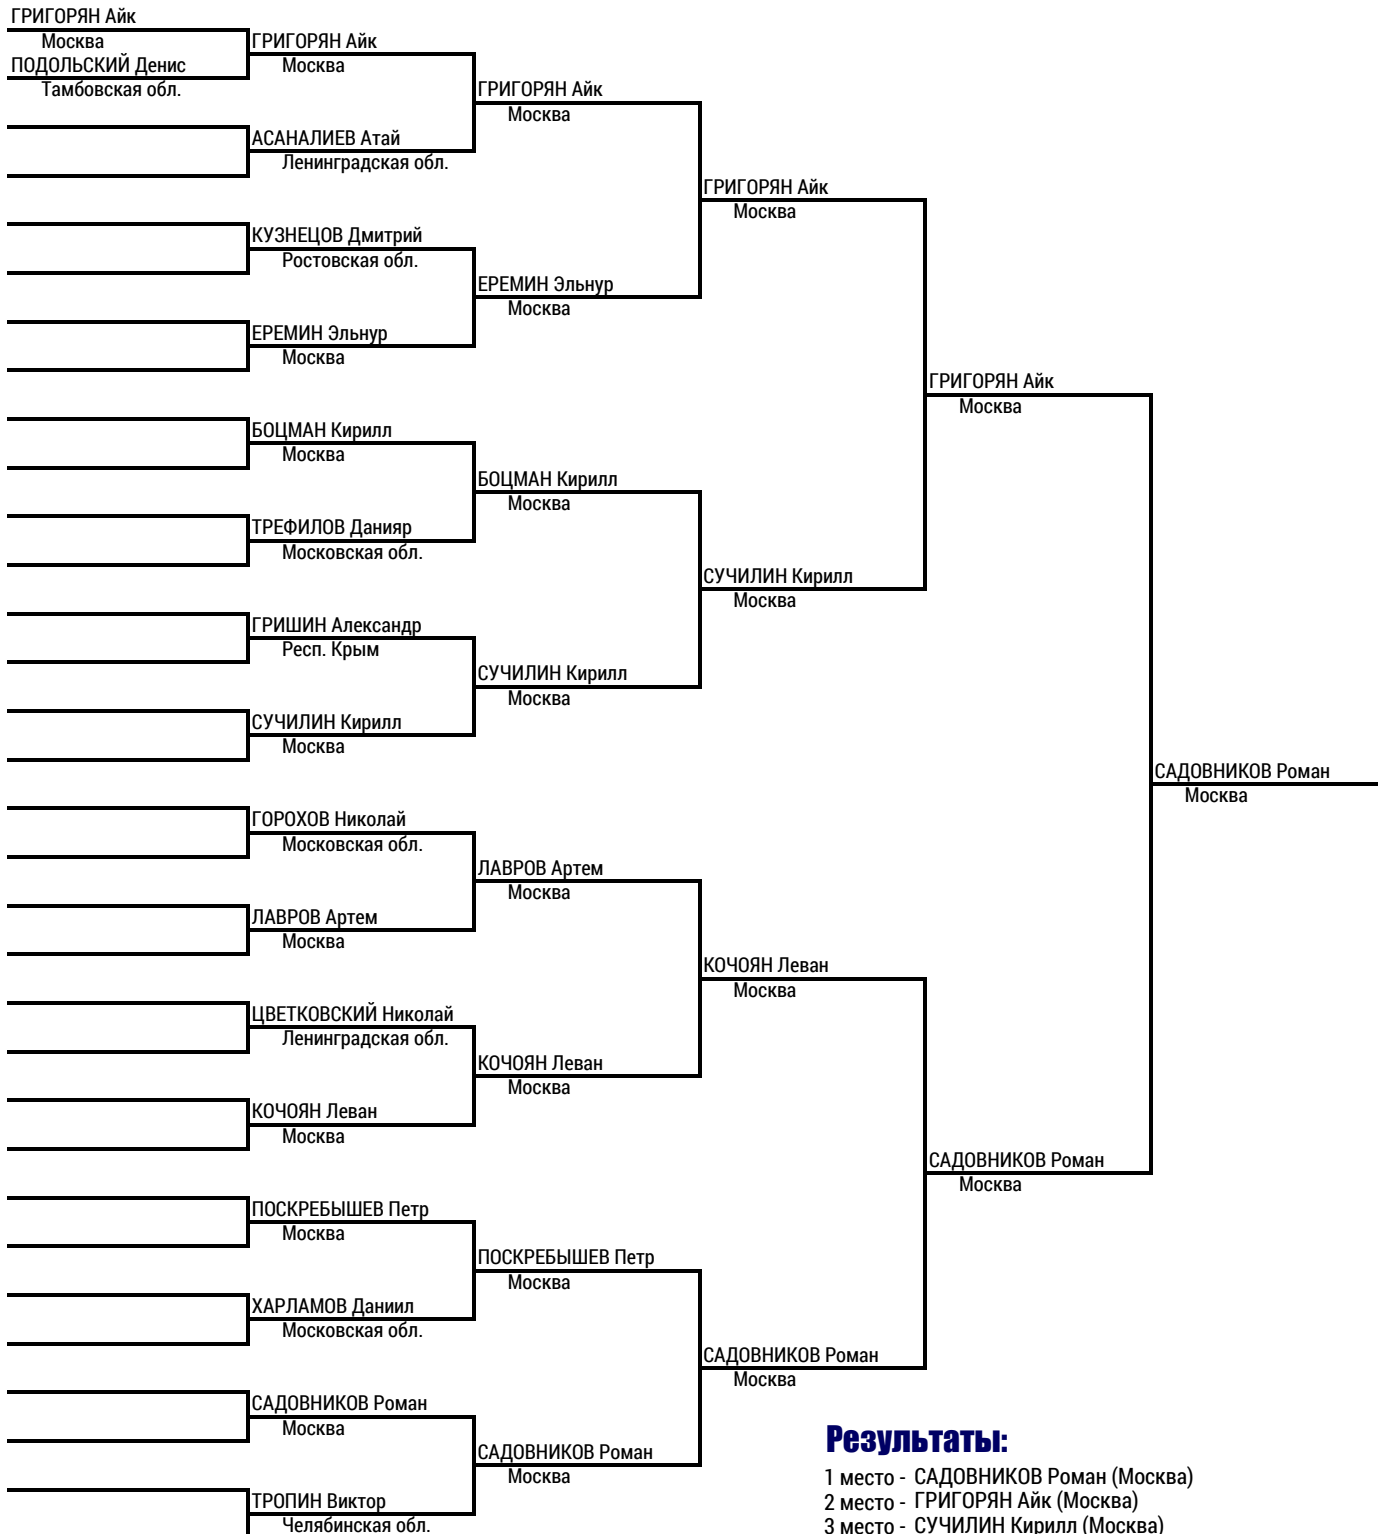 ГРИГОРЯН Айк
Москва
ПОДОЛЬСКИЙ Денис
Тамбовская обл.
ГРИГОРЯН Айк
Москва
АСАНАЛИЕВ Атай
Ленинградская обл.
КУЗНЕЦОВ Дмитрий
Ростовская обл.
ЕРЕМИН Эльнур
Москва
БОЦМАН Кирилл
Москва
ТРЕФИЛОВ Данияр
Московская обл.
ГРИШИН Александр
Респ. Крым
СУЧИЛИН Кирилл
Москва
ГОРОХОВ Николай
Московская обл.
ЛАВРОВ Артем
Москва
ЦВЕТКОВСКИЙ Николай
Ленинградская обл.
КОЧОЯН Леван
Москва
ПОСКРЕБЫШЕВ Петр
Москва
ХАРЛАМОВ Даниил
Московская обл.
САДОВНИКОВ Роман
Москва
ТРОПИН Виктор
Челябинская обл.
ГРИГОРЯН Айк
Москва
ЕРЕМИН Эльнур
Москва
БОЦМАН Кирилл
Москва
СУЧИЛИН Кирилл
Москва
ЛАВРОВ Артем
Москва
КОЧОЯН Леван
Москва
ПОСКРЕБЫШЕВ Петр
Москва
САДОВНИКОВ Роман
Москва
ГРИГОРЯН Айк
Москва
СУЧИЛИН Кирилл
Москва
КОЧОЯН Леван
Москва
САДОВНИКОВ Роман
Москва
ГРИГОРЯН Айк
Москва
САДОВНИКОВ Роман
Москва
САДОВНИКОВ Роман
Москва
Результаты:
1 место - САДОВНИКОВ Роман (Москва)
2 место - ГРИГОРЯН Айк (Москва)
3 место - СУЧИЛИН Кирилл (Москва)